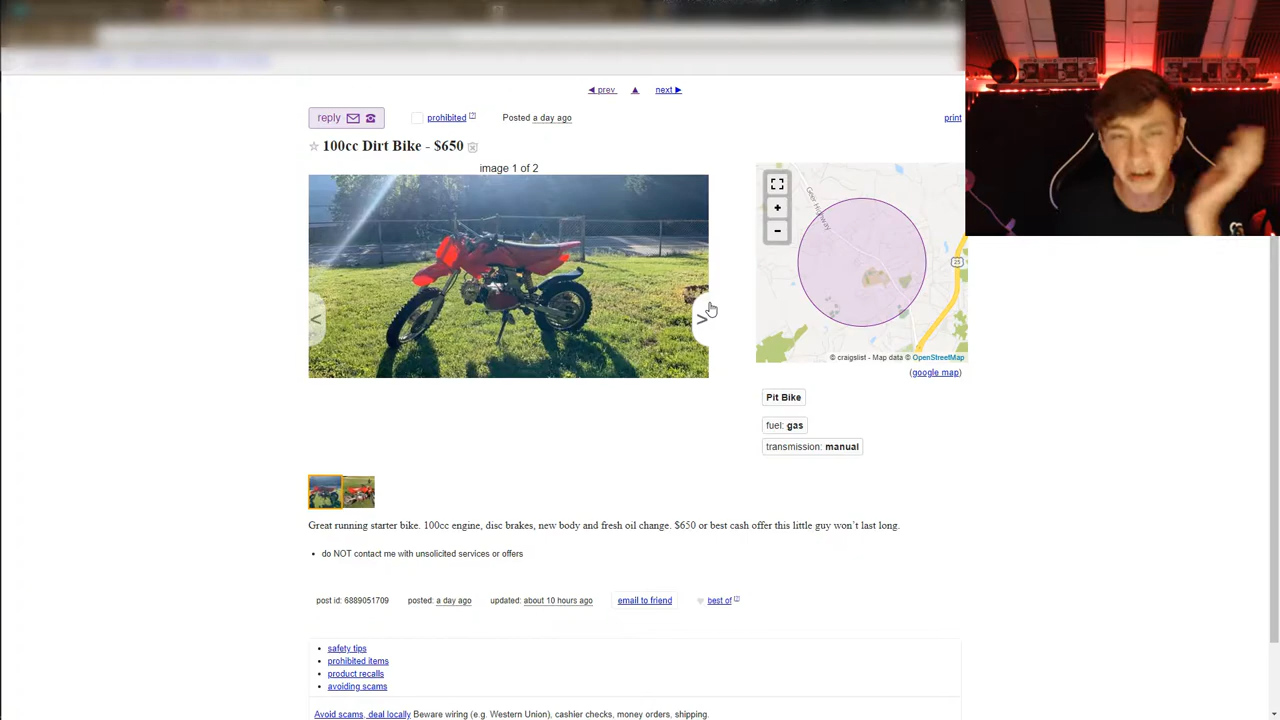 ◀ prev ▲ next ▶
reply prohibited [?] Posted a day ago print
100cc Dirt Bike - $650
image 1 of 2
< >
Geer Highway
+
-
25
© craigslist - Map data © OpenStreetMap
(google map)
Pit Bike
fuel: gas
transmission: manual
Great running starter bike. 100cc engine, disc brakes, new body and fresh oil change. $650 or best cash offer this little guy won't last long.
• do NOT contact me with unsolicited services or offers
post id: 6889051709 posted: a day ago updated: about 10 hours ago email to friend best of [?]
• safety tips
• prohibited items
• product recalls
• avoiding scams
Avoid scams, deal locally Beware wiring (e.g. Western Union), cashier checks, money orders, shipping.